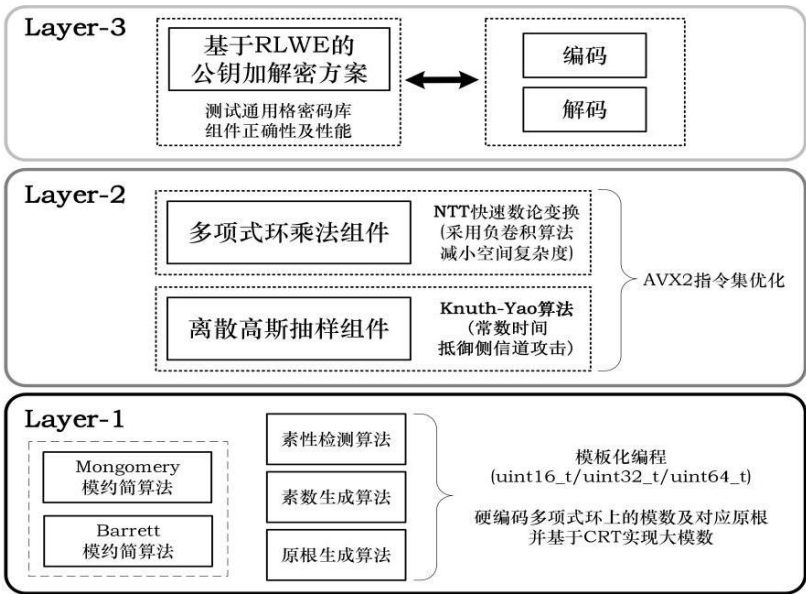 Layer-3
基于RLWE的
公钥加解密方案
测试通用格密码库
组件正确性及性能
编码
解码
Layer-2
多项式环乘法组件
NTT快速数论变换
(采用负卷积算法
减小空间复杂度)
离散高斯抽样组件
Knuth-Yao算法
(常数时间
抵御侧信道攻击)
AVX2指令集优化
Layer-1
Mongomery
模约简算法
Barrett
模约简算法
素性检测算法
素数生成算法
原根生成算法
模板化编程
(uint16_t/uint32_t/uint64_t)
硬编码多项式环上的模数及对应原根
并基于CRT实现大模数